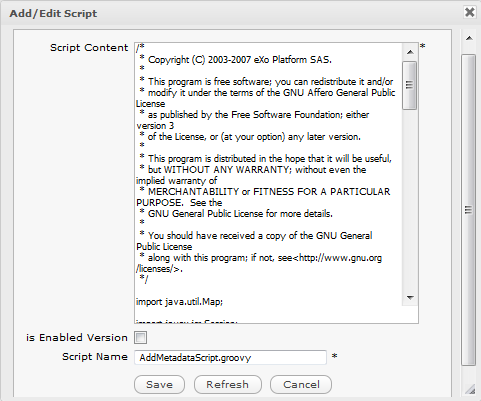 Add/Edit Script
Script Content
/*
* Copyright (C) 2003-2007 eXo Platform SAS.
*
* This program is free software; you can redistribute it and/or
* modify it under the terms of the GNU Affero General Public
License
* as published by the Free Software Foundation; either
version 3
* of the License, or (at your option) any later version.
*
* This program is distributed in the hope that it will be useful,
* but WITHOUT ANY WARRANTY; without even the
implied warranty of
* MERCHANTABILITY or FITNESS FOR A PARTICULAR
PURPOSE.  See the
* GNU General Public License for more details.
*
* You should have received a copy of the GNU General
Public License
* along with this program; if not, see<http://www.gnu.org
/licenses/>.
*/
import java.util.Map;
import javax.jcr.Session;
*
is Enabled Version
Script Name
AddMetadataScript.groovy
*
Save
Refresh
Cancel